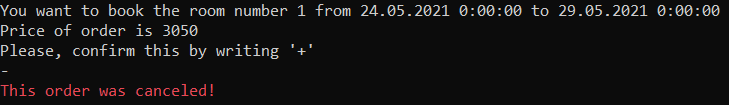 You want to book the room number 1 from 24.05.2021 0:00:00 to 29.05.2021 0:00:00
Price of order is 3050
Please, confirm this by writing '+'
-
This order was canceled!